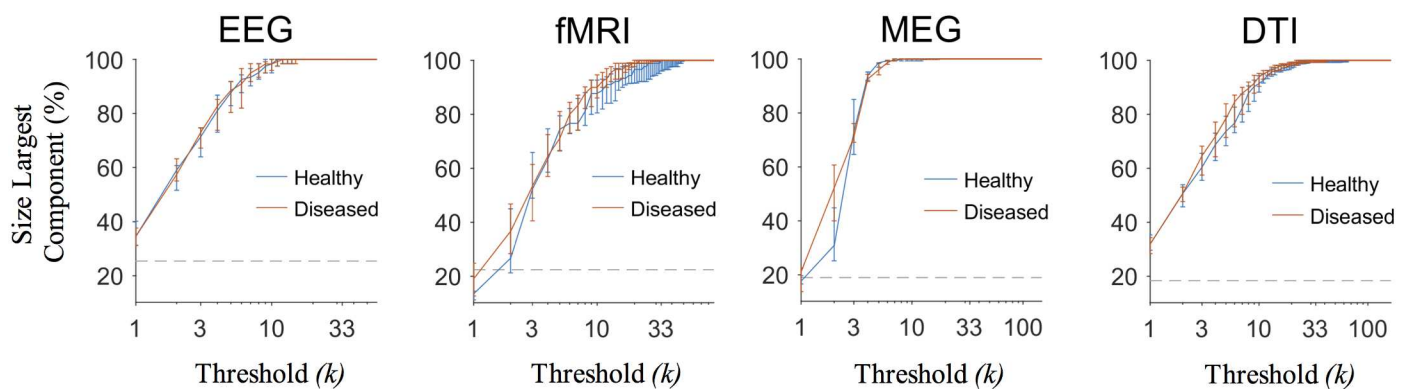 EEG
fMRI
MEG
DTI
Size Largest
Component (%)
100
80
60
40
20
Healthy
Diseased
1 3 10 33
Threshold (k)
100
80
60
40
20
Healthy
Diseased
1 3 10 33
Threshold (k)
100
80
60
40
20
Healthy
Diseased
1 3 10 33 100
Threshold (k)
100
80
60
40
20
Healthy
Diseased
1 3 10 33 100
Threshold (k)